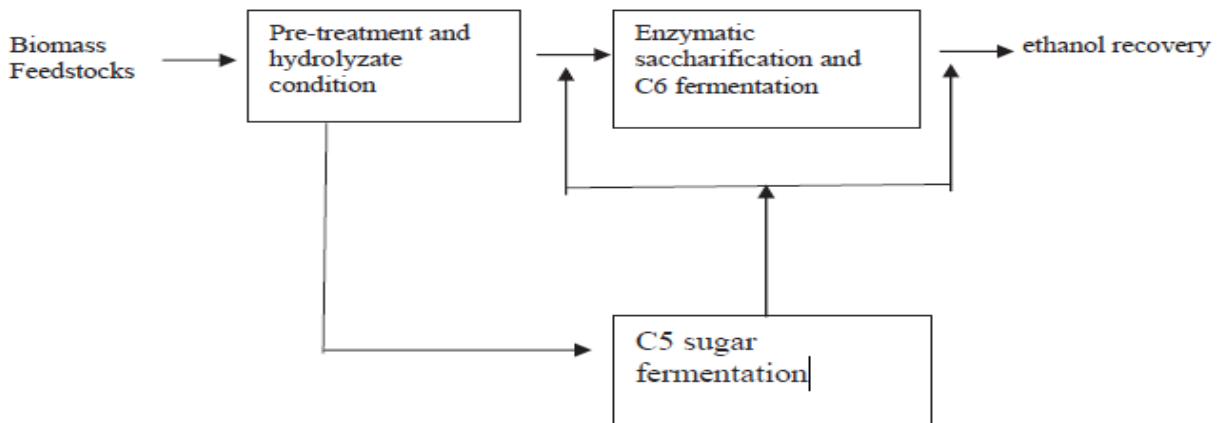 Biomass
Feedstocks
Pre-treatment and
hydrolyzate
condition
Enzymatic
saccharification and
C6 fermentation
ethanol recovery
C5 sugar
fermentation